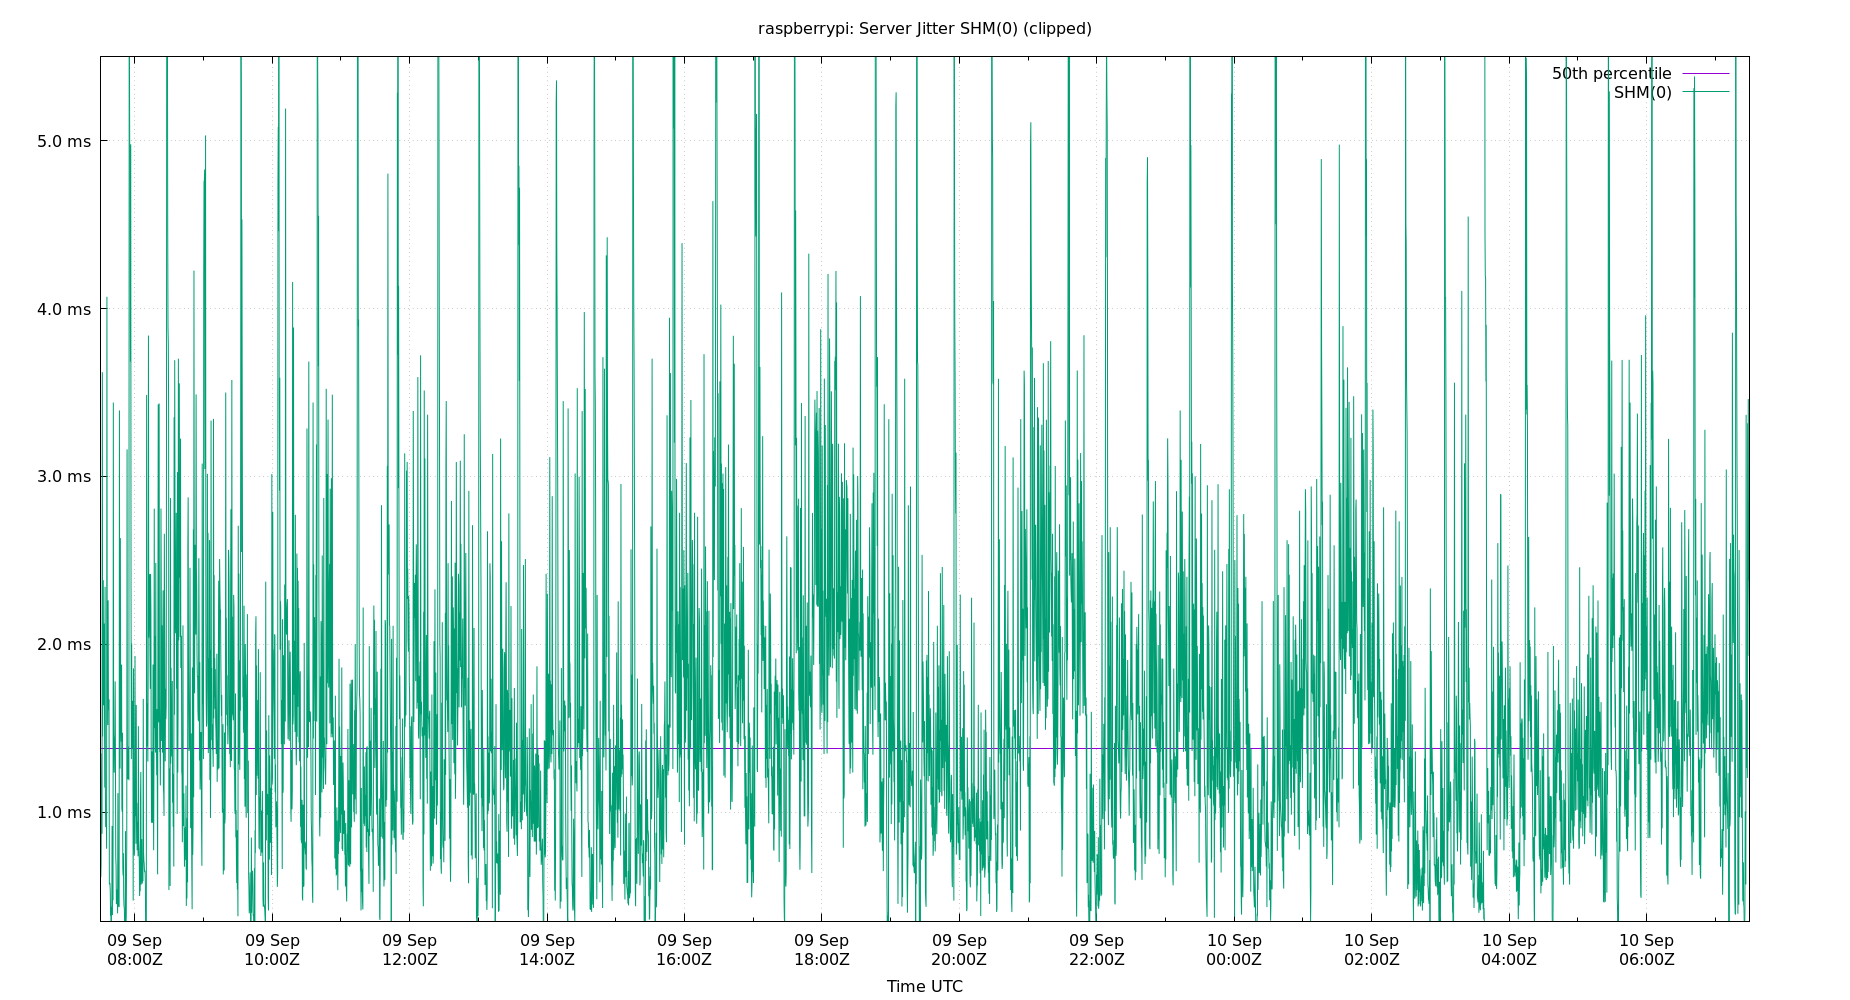 raspberrypi: Server Jitter SHM(0) (clipped)
50th percentile
SHM(0)
5.0 ms
4.0 ms
3.0 ms
2.0 ms
1.0 ms
09 Sep 09 Sep 09 Sep 09 Sep 09 Sep 09 Sep 09 Sep 09 Sep 10 Sep 10 Sep 10 Sep 10 Sep
08:00Z 10:00Z 12:00Z 14:00Z 16:00Z 18:00Z 20:00Z 22:00Z 00:00Z 02:00Z 04:00Z 06:00Z
Time UTC